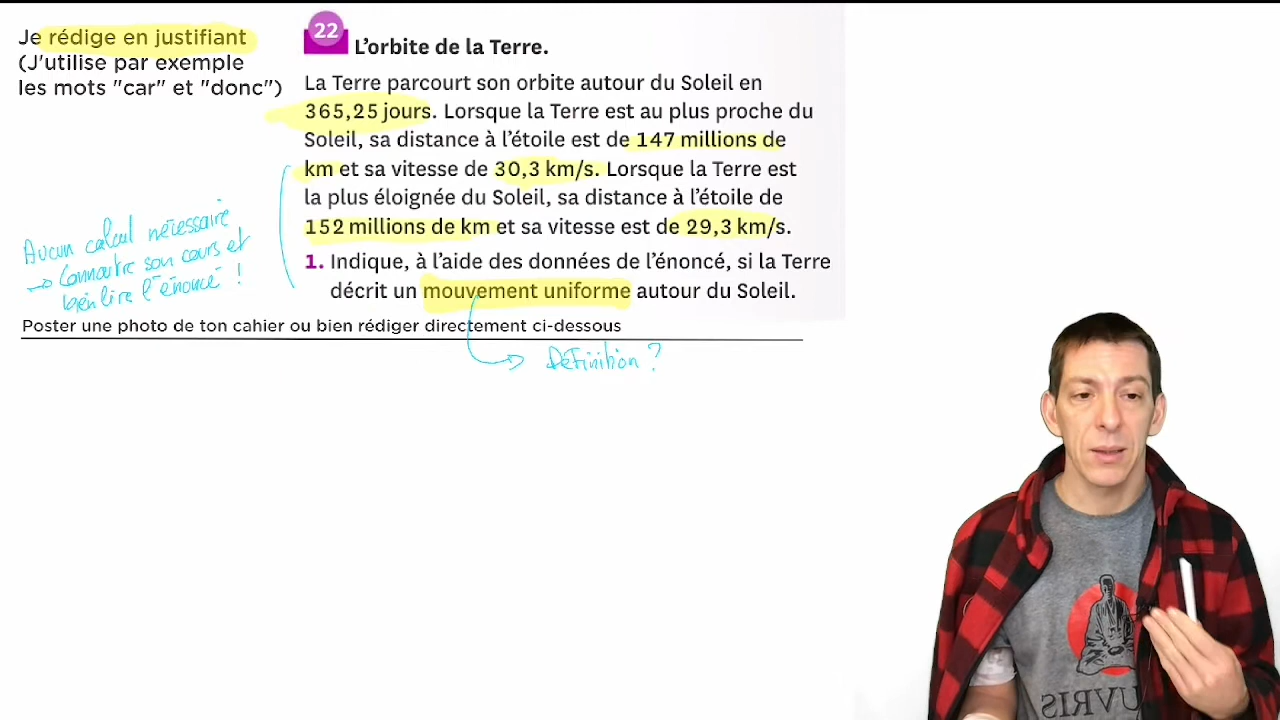 Je rédige en justifiant
(J'utilise par exemple
les mots "car" et "donc")
22
L'orbite de la Terre.
La Terre parcourt son orbite autour du Soleil en
365,25 jours. Lorsque la Terre est au plus proche du
Soleil, sa distance à l'étoile est de 147 millions de
km et sa vitesse de 30,3 km/s. Lorsque la Terre est
la plus éloignée du Soleil, sa distance à l'étoile de
152 millions de km et sa vitesse est de 29,3 km/s.
1. Indique, à l'aide des données de l'énoncé, si la Terre
décrit un mouvement uniforme autour du Soleil.
Aucun calcul nécessaire
→ Connaître son cours et
bien lire l'énoncé !
Poster une photo de ton cahier ou bien rédiger directement ci-dessous
→ Définition ?
UVRIS